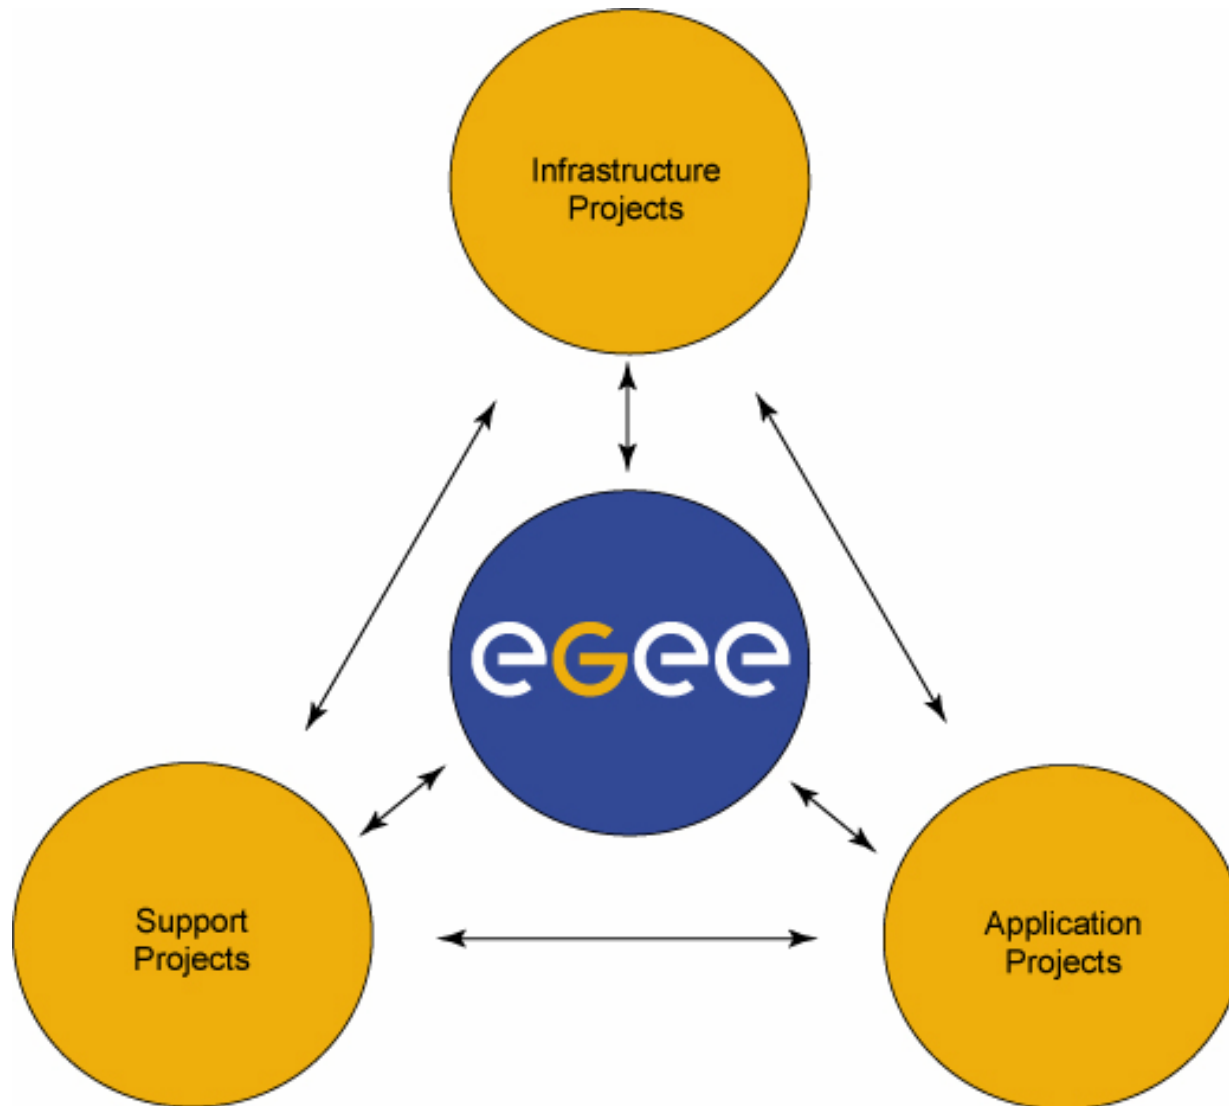 Infrastructure
Projects
eGee
Support
Projects
Application
Projects